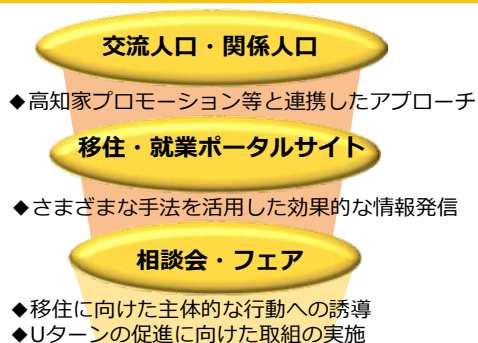 交流人口・関係人口
◆高知家プロモーション等と連携したアプローチ
移住・就業ポータルサイト
◆さまざまな手法を活用した効果的な情報発信
相談会・フェア
◆移住に向けた主体的な行動への誘導
◆Uターンの促進に向けた取組の実施